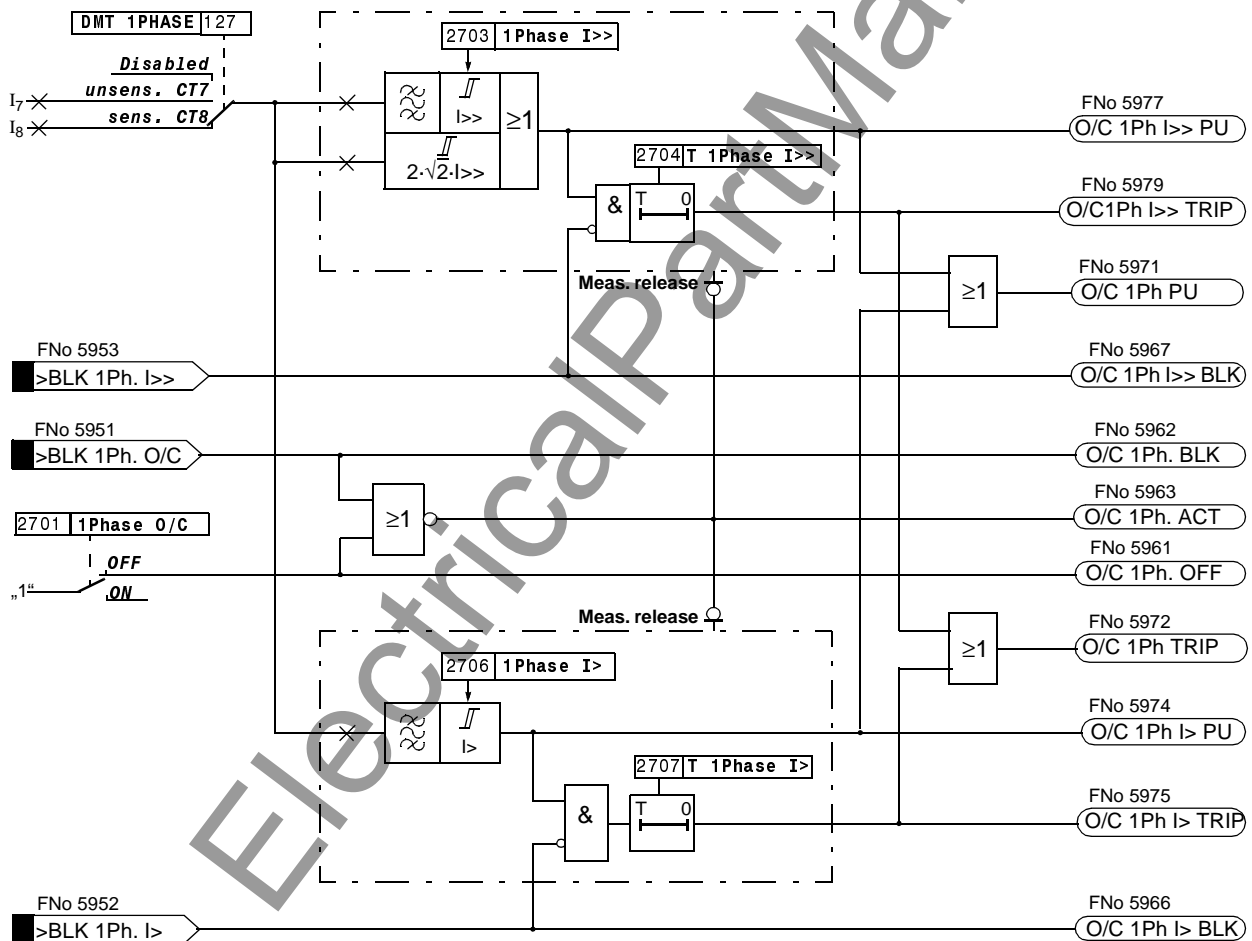 DMT 1PHASE 127
Disabled
unsens. CT7
sens. CT8
I7
I8
2703 1Phase I>>
I>>
2·√2·I>>
≥1
2704 T 1Phase I>>
&
T 0
Meas. release
FNo 5977
O/C 1Ph I>> PU
FNo 5979
O/C1Ph I>> TRIP
FNo 5971
≥1
O/C 1Ph PU
FNo 5953
>BLK 1Ph. I>>
FNo 5967
O/C 1Ph I>> BLK
FNo 5951
>BLK 1Ph. O/C
FNo 5962
O/C 1Ph. BLK
≥1
FNo 5963
O/C 1Ph. ACT
2701 1Phase O/C
OFF
ON
„1“
FNo 5961
O/C 1Ph. OFF
Meas. release
FNo 5972
≥1
O/C 1Ph TRIP
2706 1Phase I>
I>
FNo 5974
O/C 1Ph I> PU
2707 T 1Phase I>
&
T 0
FNo 5975
O/C 1Ph I> TRIP
FNo 5952
>BLK 1Ph. I>
FNo 5966
O/C 1Ph I> BLK